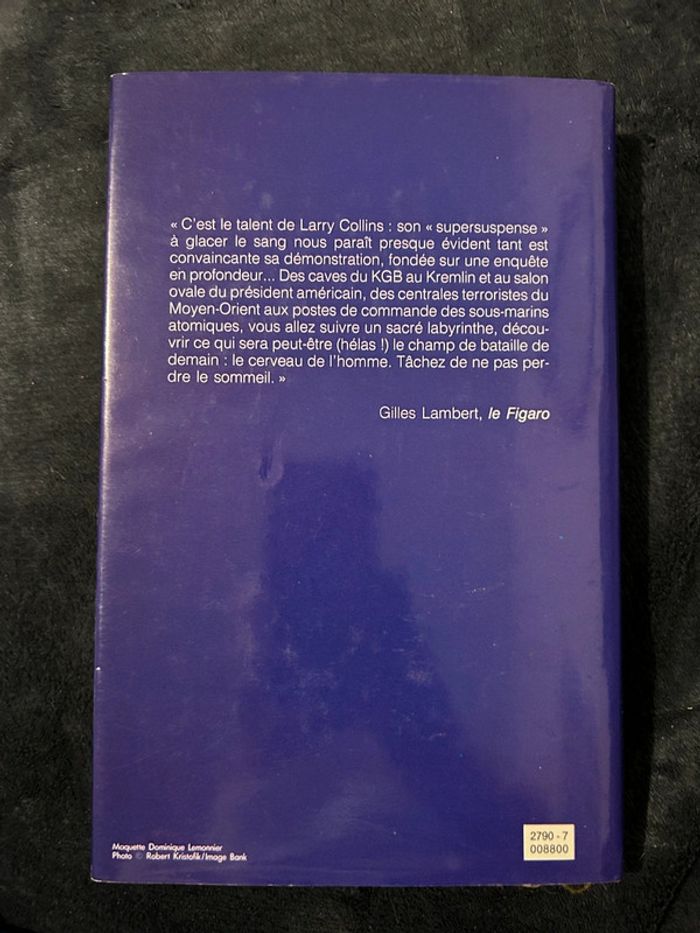 « C'est le talent de Larry Collins : son « supersuspense »
à glacer le sang nous paraît presque évident tant est
convaincante sa démonstration, fondée sur une enquête
en profondeur... Des caves du KGB au Kremlin et au salon
ovale du président américain, des centrales terroristes du
Moyen-Orient aux postes de commande des sous-marins
atomiques, vous allez suivre un sacré labyrinthe, décou-
vrir ce qui sera peut-être (hélas !) le champ de bataille de
demain : le cerveau de l'homme. Tâchez de ne pas per-
dre le sommeil. »
Gilles Lambert, le Figaro
2790 - 7
008800
Maquette Dominique Lemonnier
Photo © Robert Kristofik/Image Bank